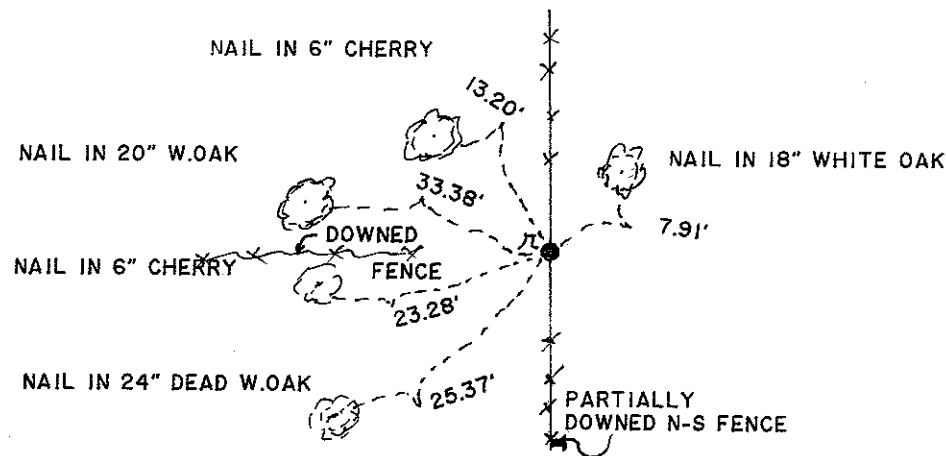 NAIL IN 6" CHERRY
13.20'
NAIL IN 20" W.OAK
NAIL IN 18" WHITE OAK
33.38'
7.91'
DOWNED
NAIL IN 6" CHERRY
FENCE
23.28'
NAIL IN 24" DEAD W.OAK
25.37'
PARTIALLY
DOWNED N-S FENCE